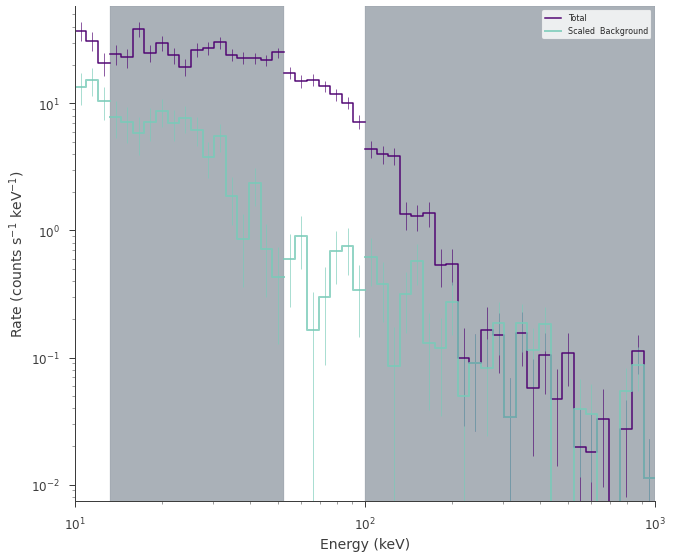 Total
Scaled Background
10¹
10⁰
10⁻¹
10⁻²
Rate (counts s⁻¹ keV⁻¹)
10¹
10²
10³
Energy (keV)